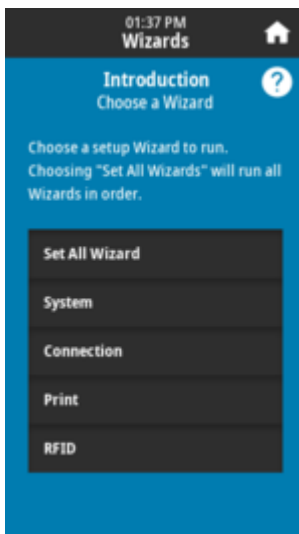 01:37 PM
Wizards
Introduction
?
Choose a Wizard
Choose a setup Wizard to run.
Choosing "Set All Wizards" will run all
Wizards in order.
Set All Wizard
System
Connection
Print
RFID